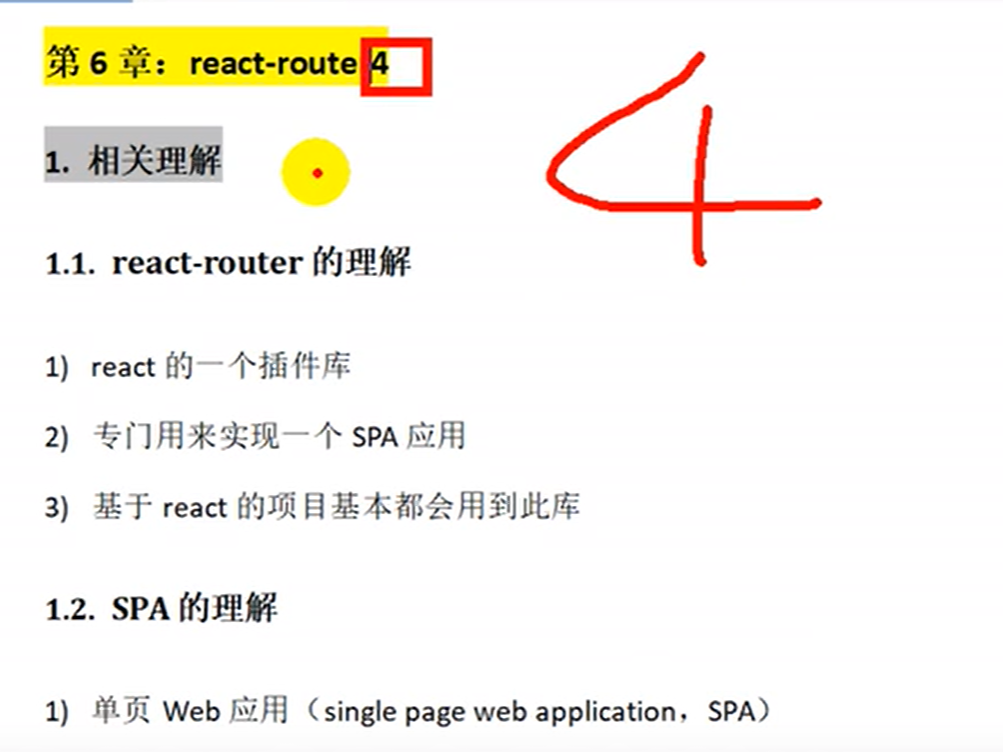 第 6 章：react-route 4
4
1. 相关理解
1.1. react-router 的理解
1) react 的一个插件库
2) 专门用来实现一个 SPA 应用
3) 基于 react 的项目基本都会用到此库
1.2. SPA 的理解
1) 单页 Web 应用（single page web application，SPA）